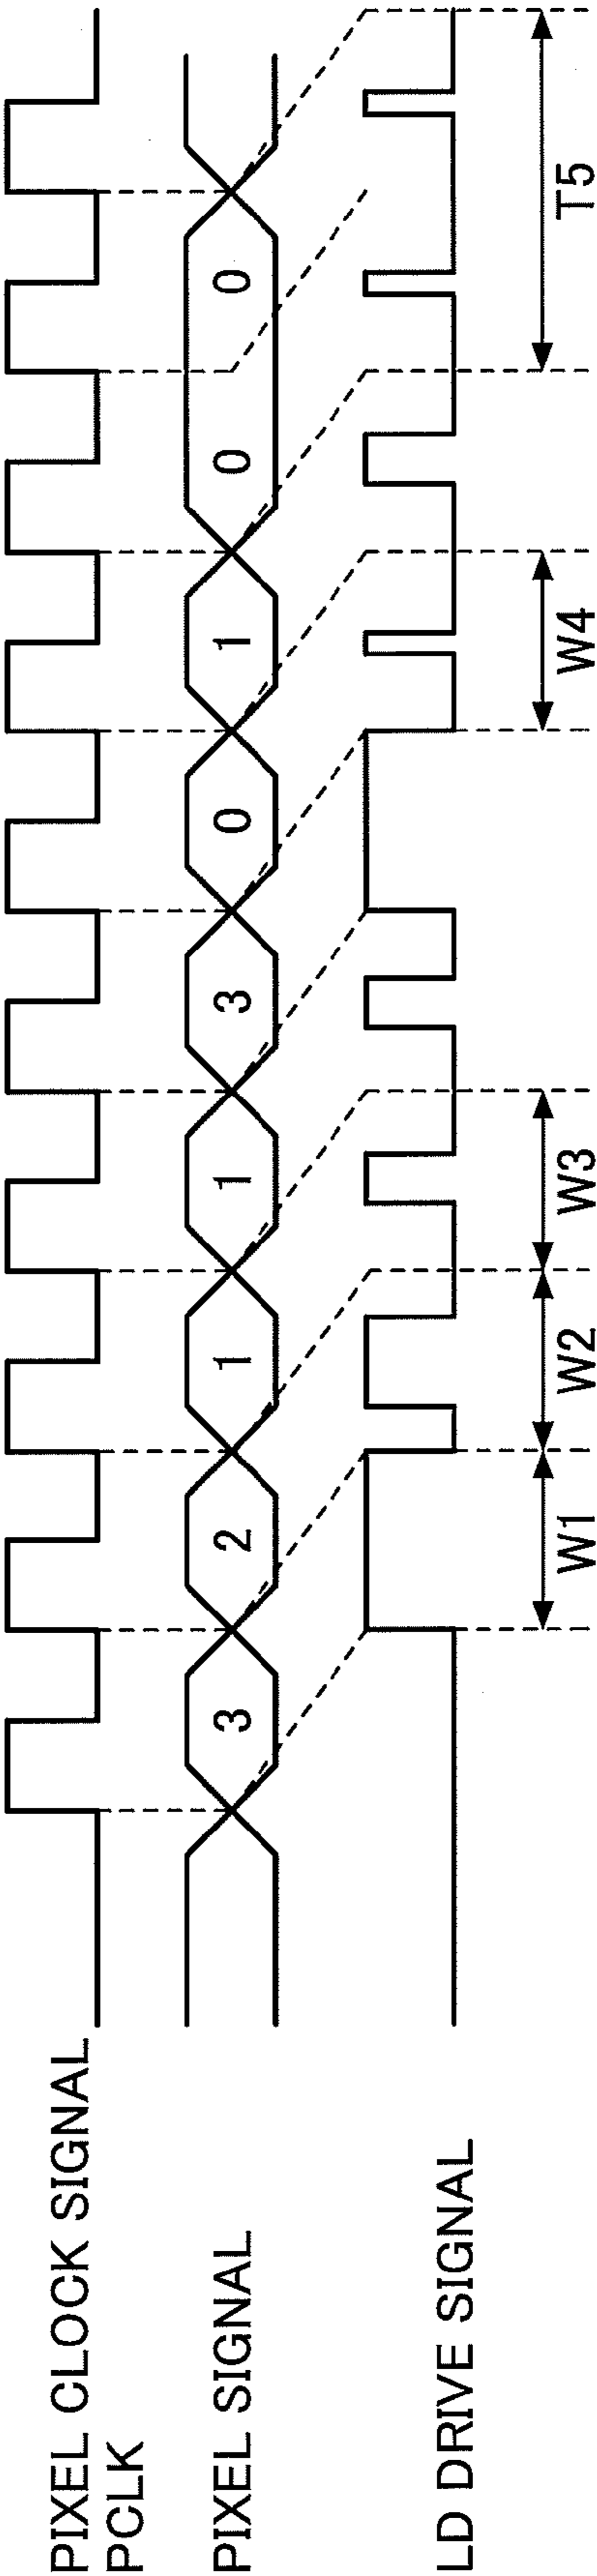 PIXEL CLOCK SIGNAL
PCLK
PIXEL SIGNAL
3 2 1 1 3 0 1 0 0
LD DRIVE SIGNAL
W1 W2 W3 W4 T5